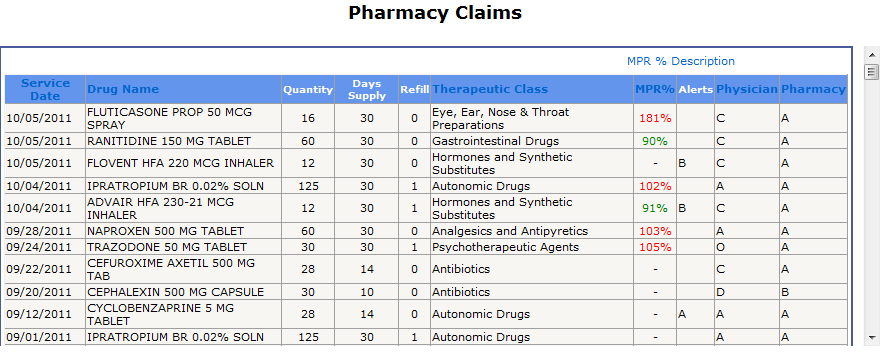 Pharmacy Claims
MPR % Description
Service Date Drug Name Quantity Days Supply Refill Therapeutic Class MPR% Alerts Physician Pharmacy
10/05/2011 FLUTICASONE PROP 50 MCG SPRAY 16 30 0 Eye, Ear, Nose & Throat Preparations 181% C A
10/05/2011 RANITIDINE 150 MG TABLET 60 30 0 Gastrointestinal Drugs 90% C A
10/05/2011 FLOVENT HFA 220 MCG INHALER 12 30 0 Hormones and Synthetic Substitutes - B C A
10/04/2011 IPRATROPIUM BR 0.02% SOLN 125 30 1 Autonomic Drugs 102% A A
10/04/2011 ADVAIR HFA 230-21 MCG INHALER 12 30 1 Hormones and Synthetic Substitutes 91% B C A
09/28/2011 NAPROXEN 500 MG TABLET 60 30 0 Analgesics and Antipyretics 103% A A
09/24/2011 TRAZODONE 50 MG TABLET 30 30 1 Psychotherapeutic Agents 105% O A
09/22/2011 CEFUROXIME AXETIL 500 MG TAB 28 14 0 Antibiotics - C A
09/20/2011 CEPHALEXIN 500 MG CAPSULE 30 10 0 Antibiotics - D B
09/12/2011 CYCLOBENZAPRINE 5 MG TABLET 28 14 0 Autonomic Drugs - A A A
09/01/2011 IPRATROPIUM BR 0.02% SOLN 125 30 1 Autonomic Drugs - A A